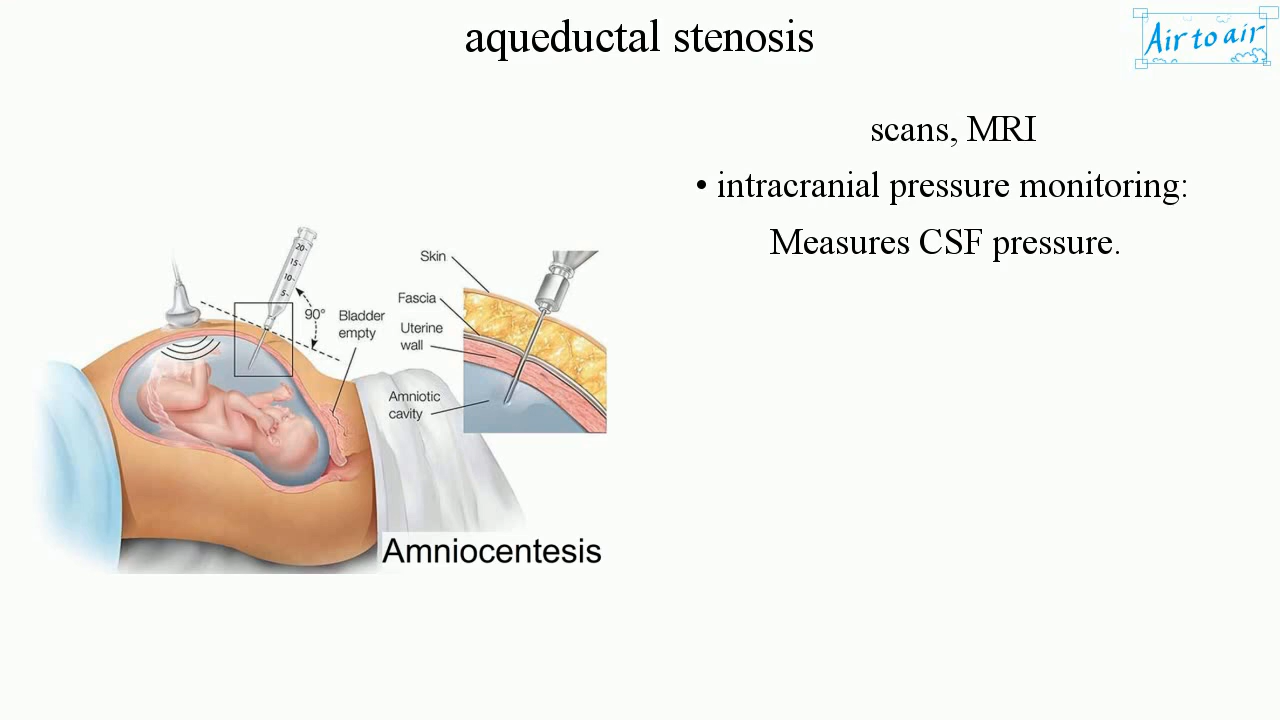 aqueductal stenosis
Air to air
scans, MRI
• intracranial pressure monitoring:
Measures CSF pressure.
20-
15-
10-
5-
90°
Bladder
empty
Skin
Fascia
Uterine
wall
Amniotic
cavity
Amniocentesis